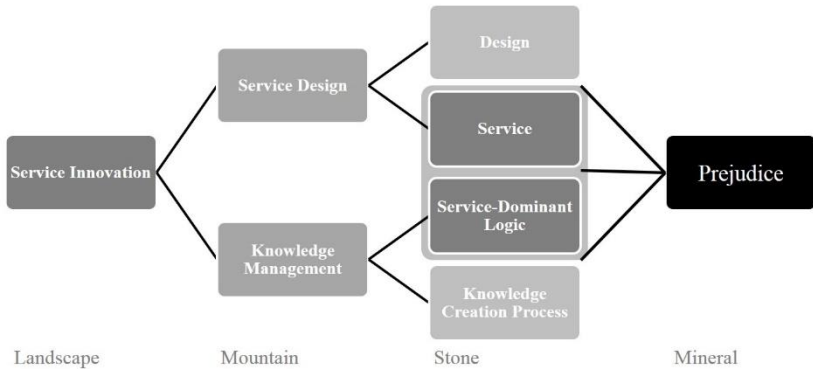 Design
Service Design
Service
Service Innovation
Prejudice
Service-Dominant
Logic
Knowledge
Management
Knowledge
Creation Process
Landscape
Mountain
Stone
Mineral